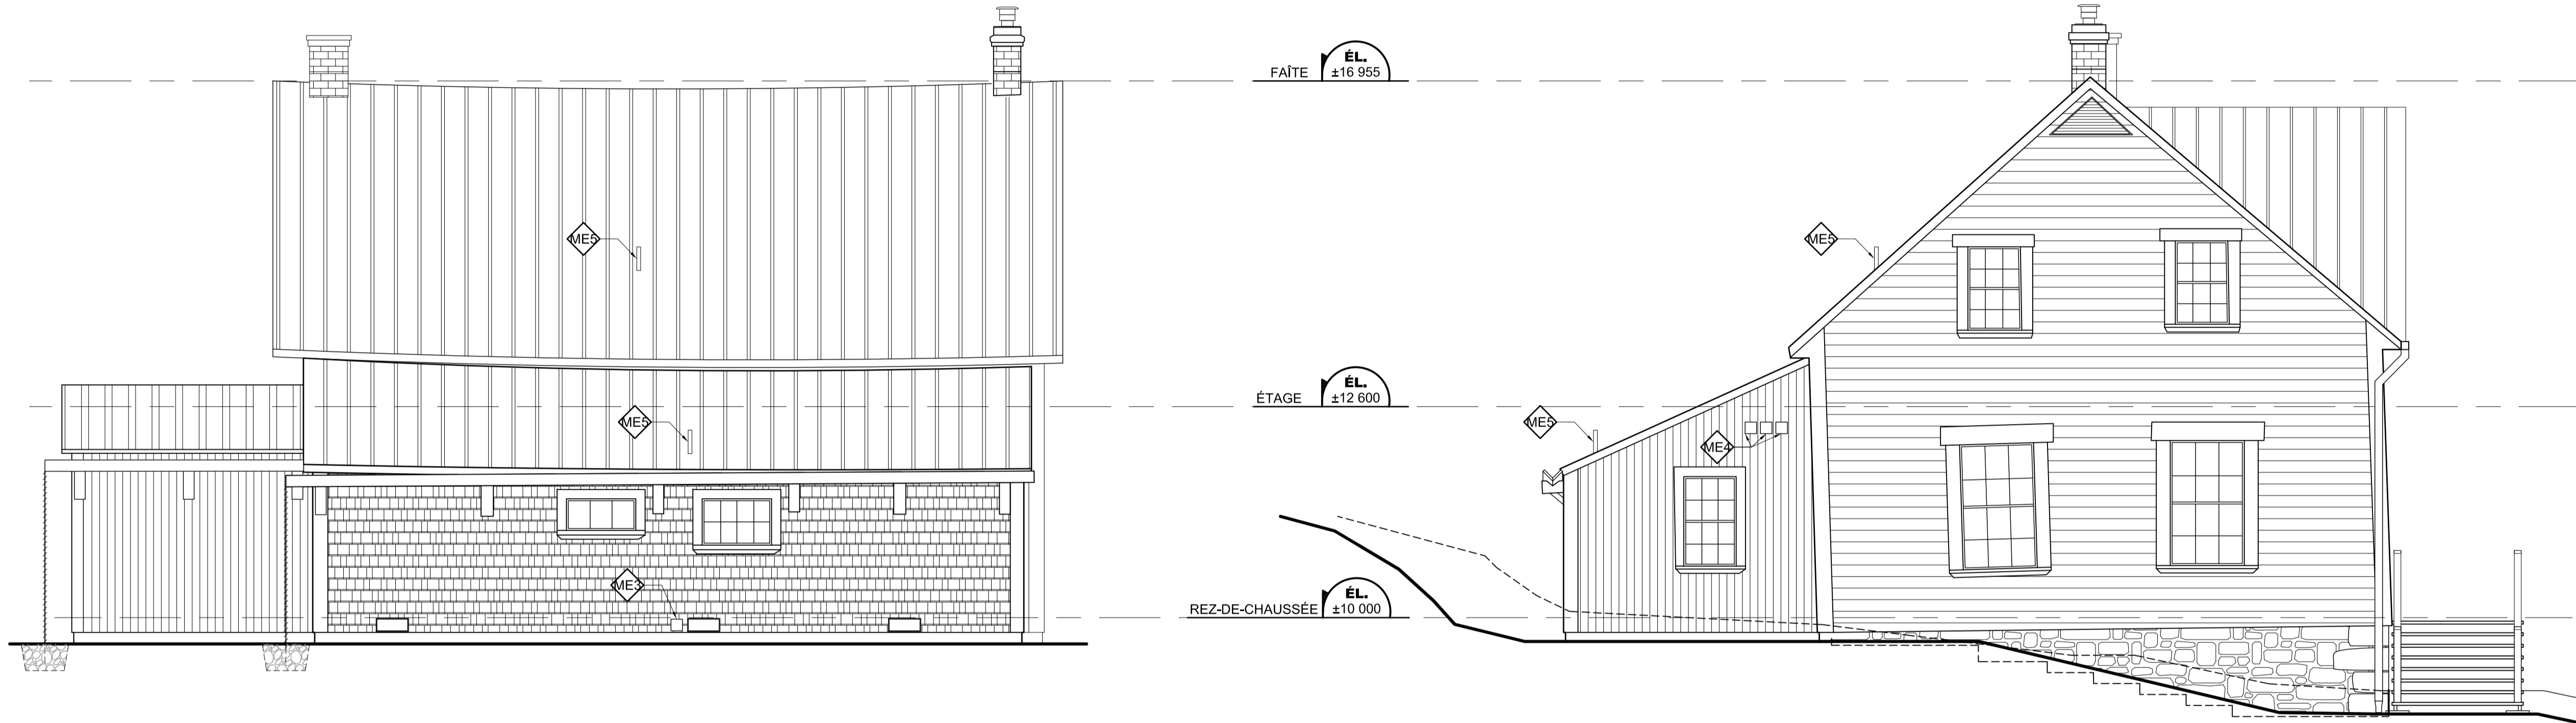 FAÎTE
ÉL.
±16 955
ME5
ME5
ÉTAGE
ÉL.
±12 600
ME5
ME5
ME4
ME3
REZ-DE-CHAUSSÉE
ÉL.
±10 000